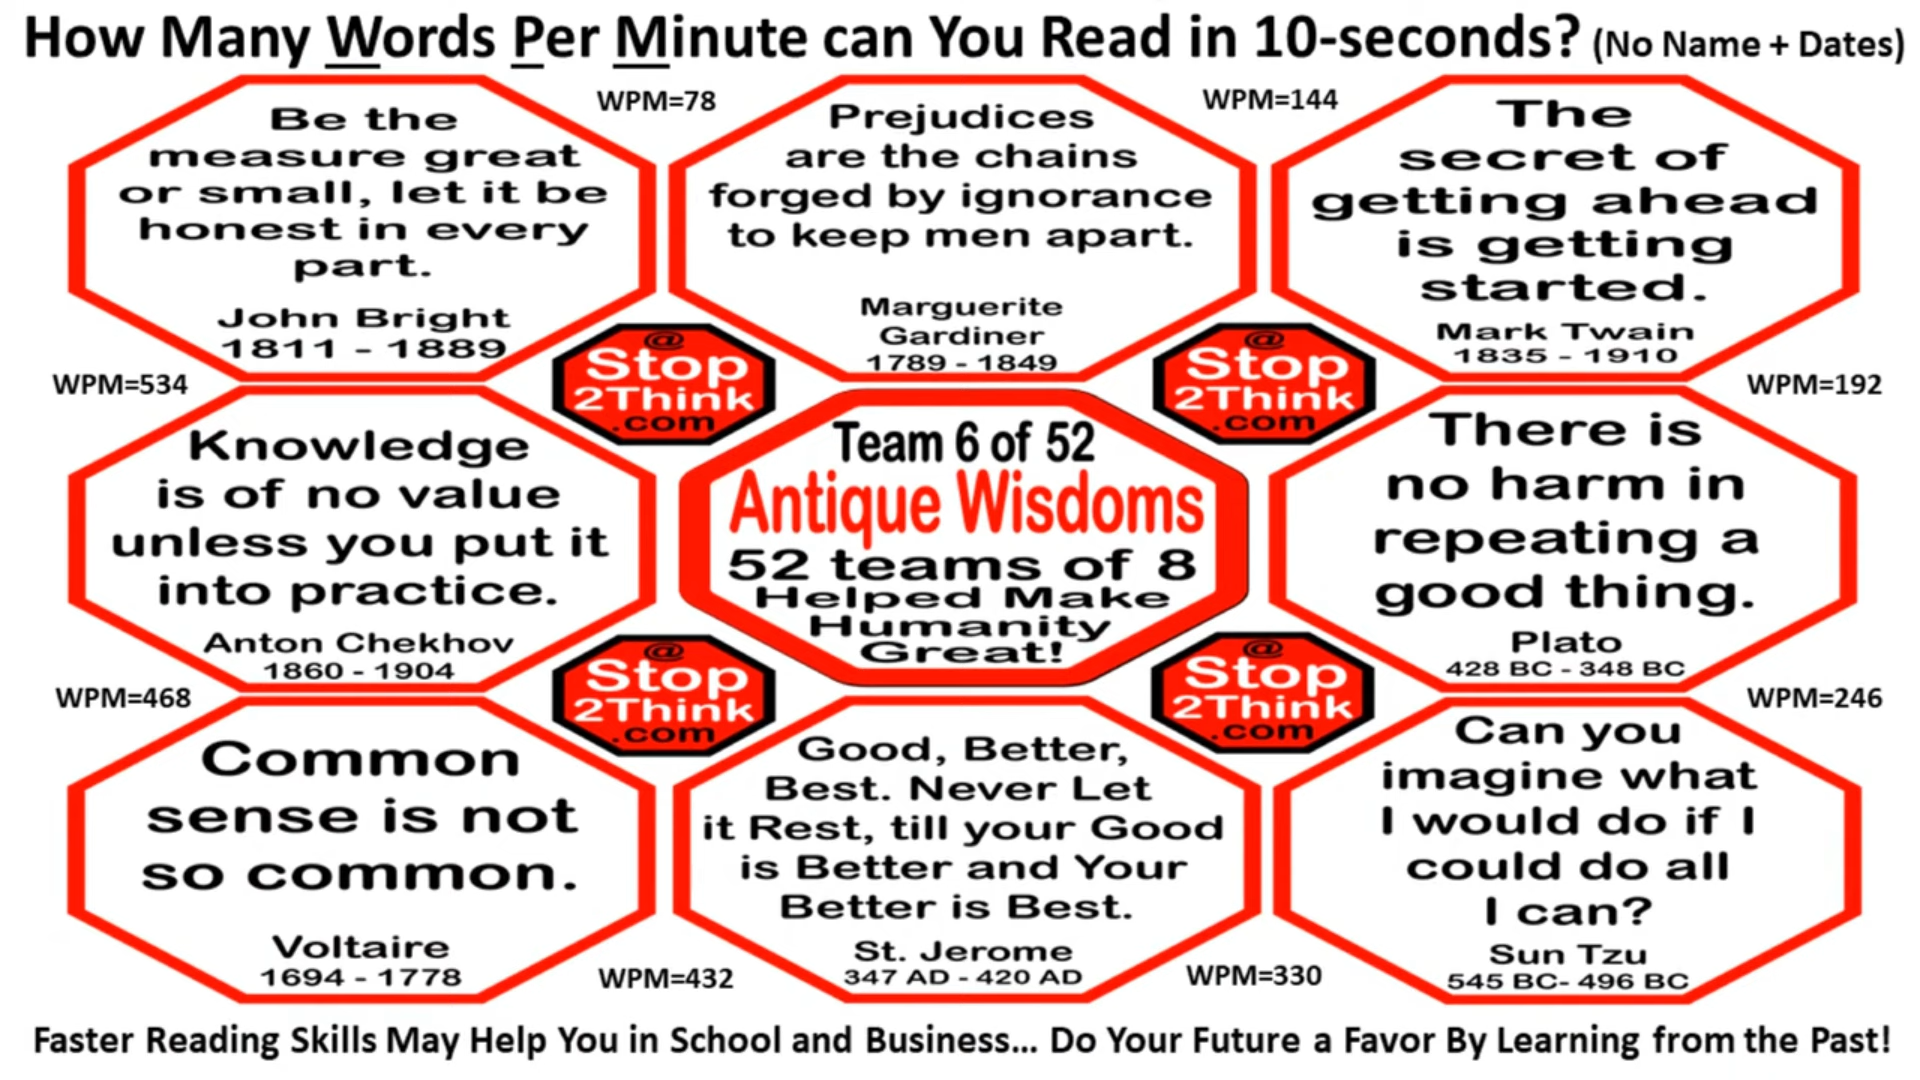 How Many Words Per Minute can You Read in 10-seconds? (No Name + Dates)
Be the
measure great
or small, let it be
honest in every
part.
John Bright
1811 - 1889
WPM=78
Prejudices
are the chains
forged by ignorance
to keep men apart.
Marguerite
Gardiner
1789 - 1849
WPM=144
The
secret of
getting ahead
is getting
started.
Mark Twain
1835 - 1910
@
Stop
2Think
.com
@
Stop
2Think
.com
WPM=534
Knowledge
is of no value
unless you put it
into practice.
Anton Chekhov
1860 - 1904
Team 6 of 52
Antique Wisdoms
52 teams of 8
Helped Make
Humanity
Great!
WPM=192
There is
no harm in
repeating a
good thing.
Plato
428 BC - 348 BC
@
Stop
2Think
.com
@
Stop
2Think
.com
WPM=468
Common
sense is not
so common.
Voltaire
1694 - 1778
WPM=432
Good, Better,
Best. Never Let
it Rest, till your Good
is Better and Your
Better is Best.
St. Jerome
347 AD - 420 AD
WPM=330
WPM=246
Can you
imagine what
I would do if I
could do all
I can?
Sun Tzu
545 BC- 496 BC
Faster Reading Skills May Help You in School and Business... Do Your Future a Favor By Learning from the Past!